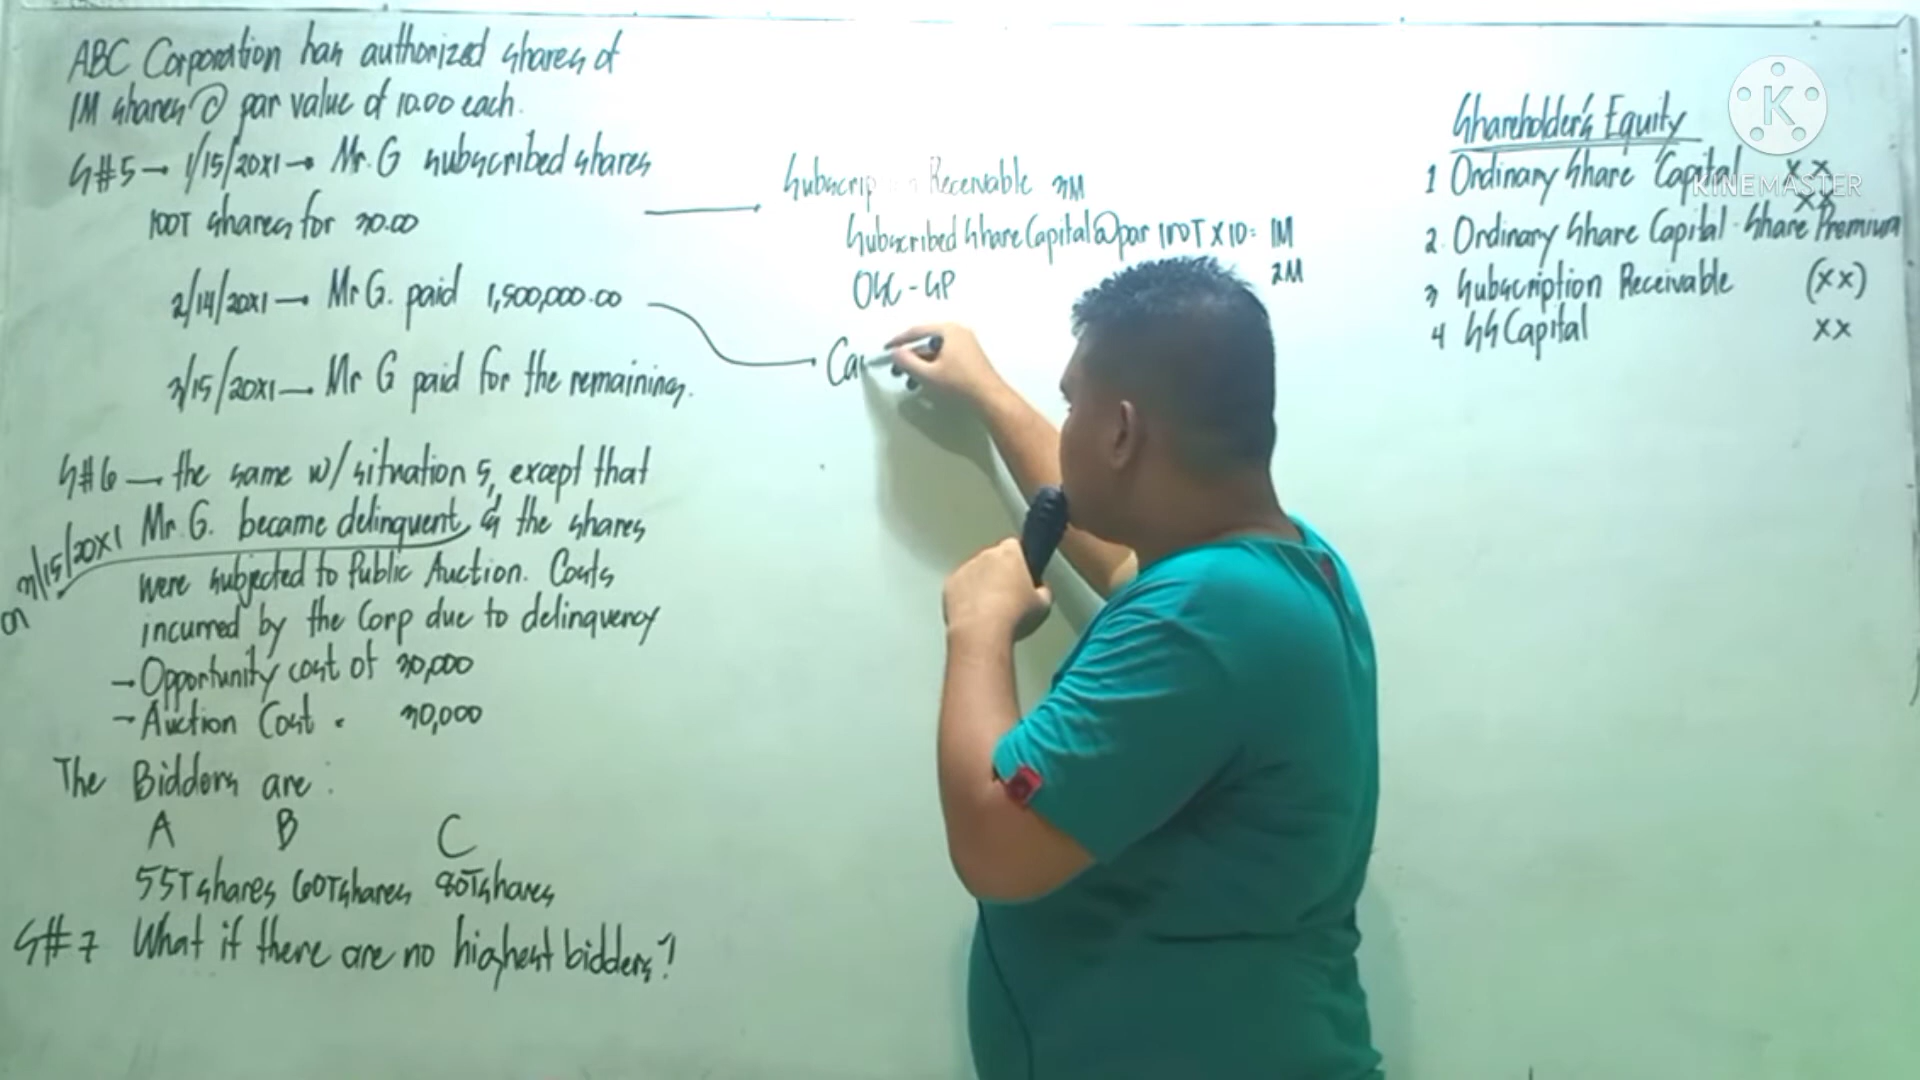 ABC Corporation has authorized shares of
1M shares @ par value of 10.00 each.
S#5 → 1/15/20x1 → Mr. G subscribed shares
100T shares for 30.00
2/14/20x1 → Mr G. paid 1,500,000.00
3/15/20x1 → Mr G paid for the remaining.
S#6 → the same w/ situation 5, except that
on 3/15/20x1 Mr. G. became delinquent & the shares
were subjected to Public Auction. Costs
incurred by the Corp due to delinquency
- Opportunity cost of 30,000
- Auction Cost 30,000
The Bidders are:
A B C
55T shares 60T shares 80T shares
S#7 What if there are no highest bidders?
Receivable 3M
Subscribed Share Capital @ par 100T x 10 = 1M
OSC - SP 2M
Ca
Shareholder's Equity
1 Ordinary Share Capital xx
xx
2. Ordinary Share Capital - Share Premium
3 Subscription Receivable (xx)
4 SS Capital xx
K
KINEMASTER